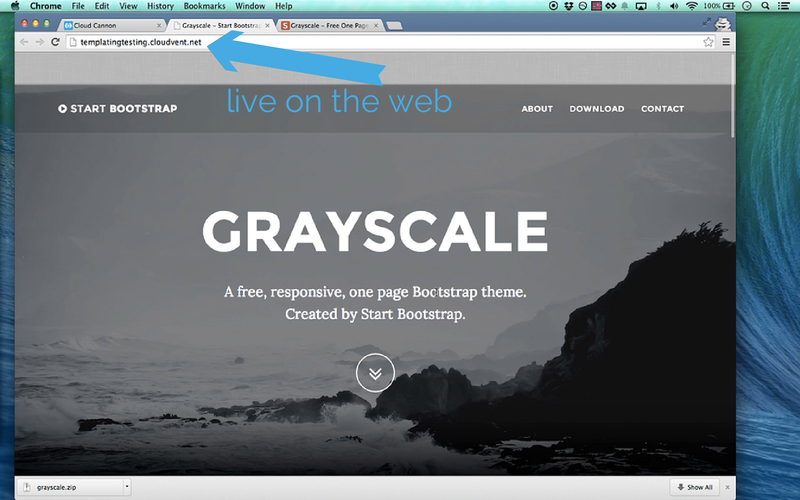 Chrome File Edit View History Bookmarks Window Help 100%
Cloud Cannon
Grayscale – Start Bootstrap
Grayscale – Free One Page
templatingtesting.cloudvent.net
live on the web
START BOOTSTRAP
ABOUT DOWNLOAD CONTACT
GRAYSCALE
A free, responsive, one page Bootstrap theme.
Created by Start Bootstrap.
grayscale.zip
Show All